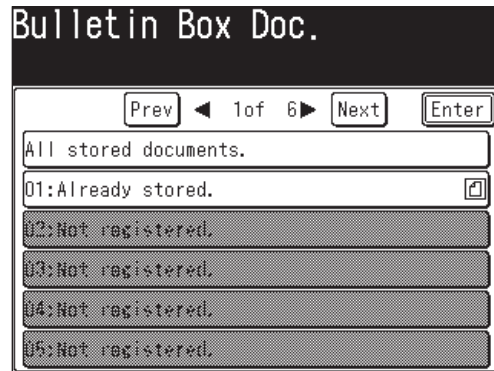 Bulletin Box Doc.
Prev ◀ 1of 6▶ Next Enter
All stored documents.
01:Already stored.
02:Not registered.
03:Not registered.
04:Not registered.
05:Not registered.